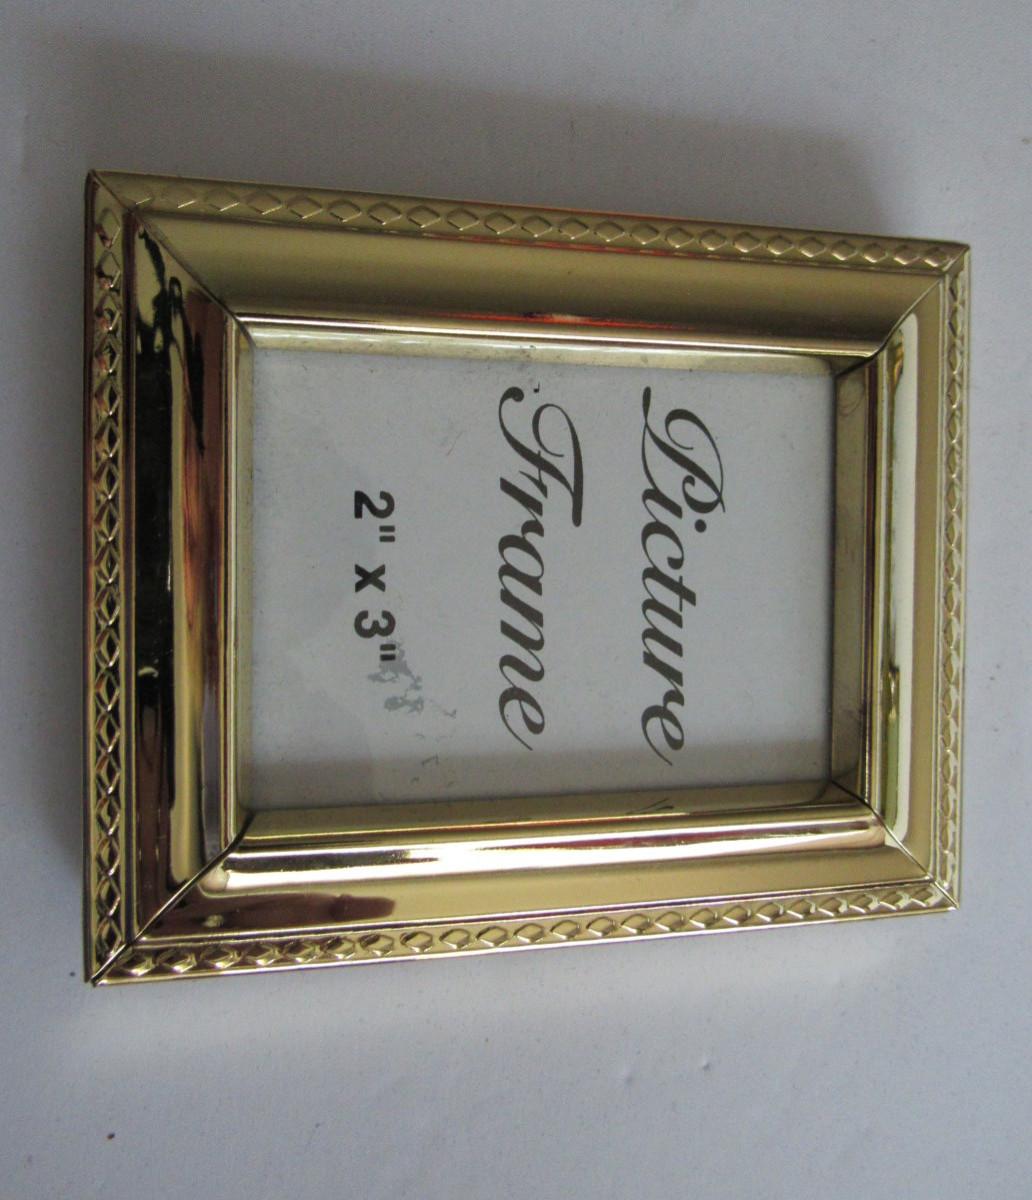 Picture
Frame
2" x 3"